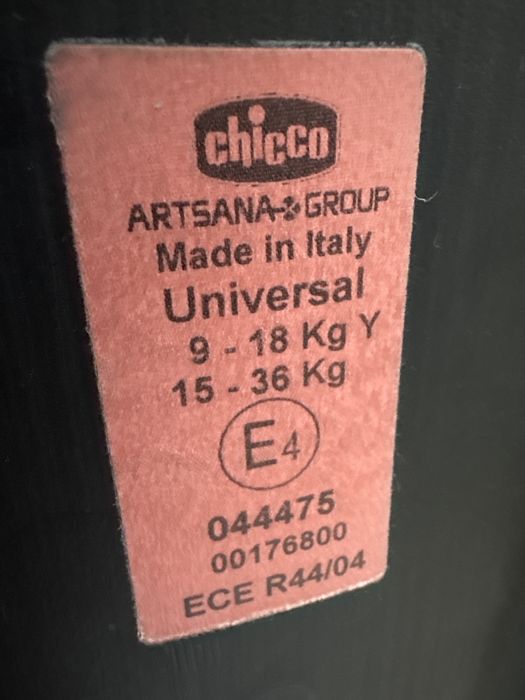 chicco
ARTSANA GROUP
Made in Italy
Universal
9 - 18 Kg Y
15 - 36 Kg
E4
044475
00176800
ECE R44/04